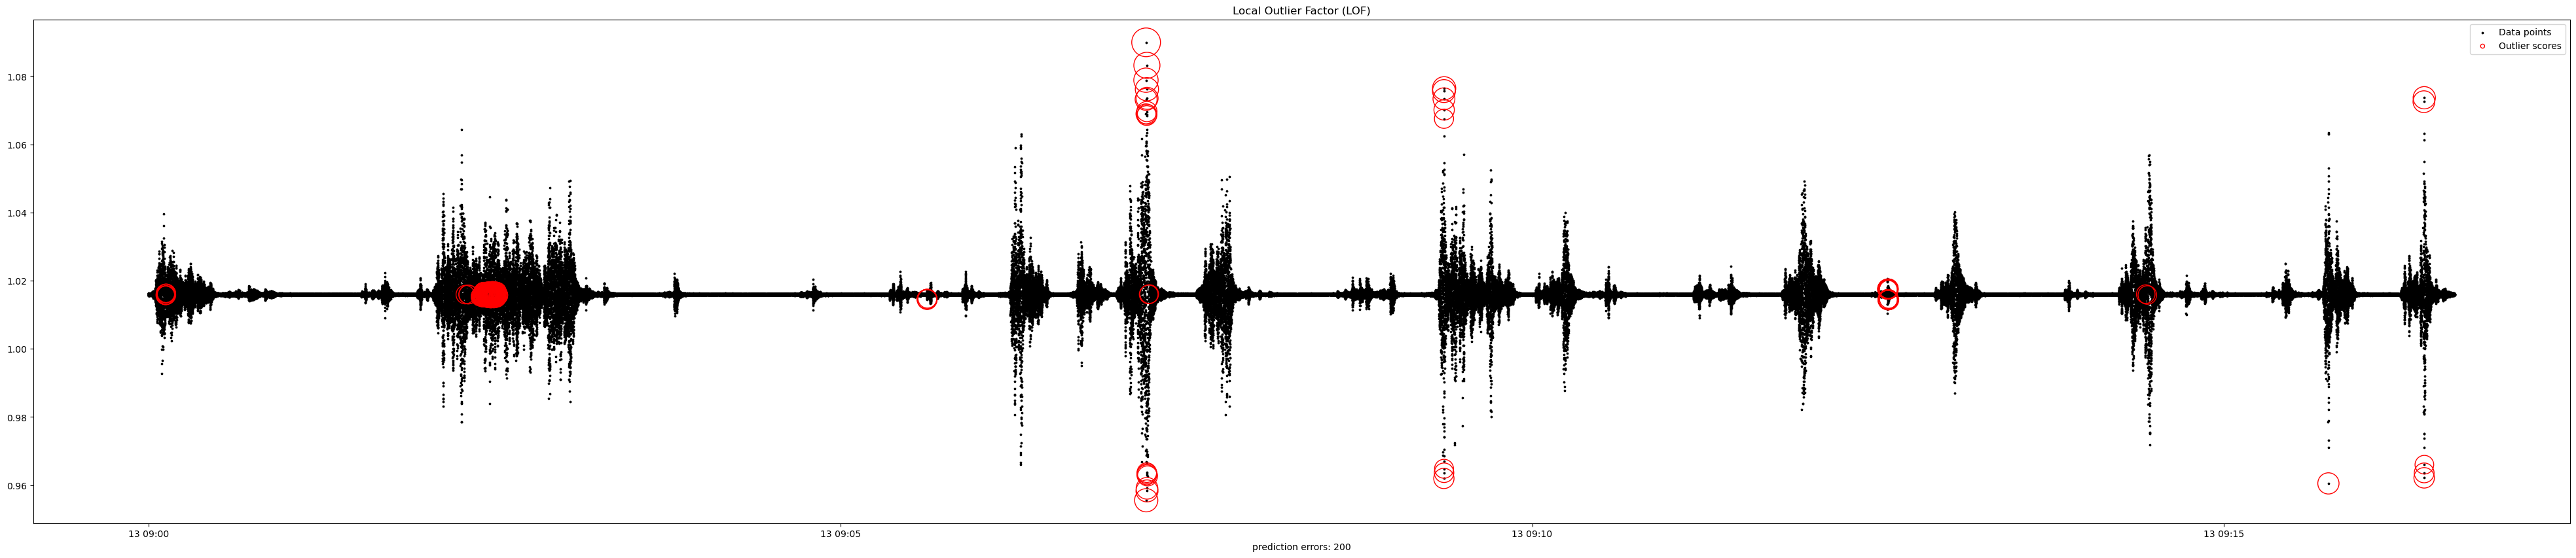 Local Outlier Factor (LOF)
Data points
Outlier scores
1.08
1.06
1.04
1.02
1.00
0.98
0.96
13 09:00
13 09:05
13 09:10
13 09:15
prediction errors: 200